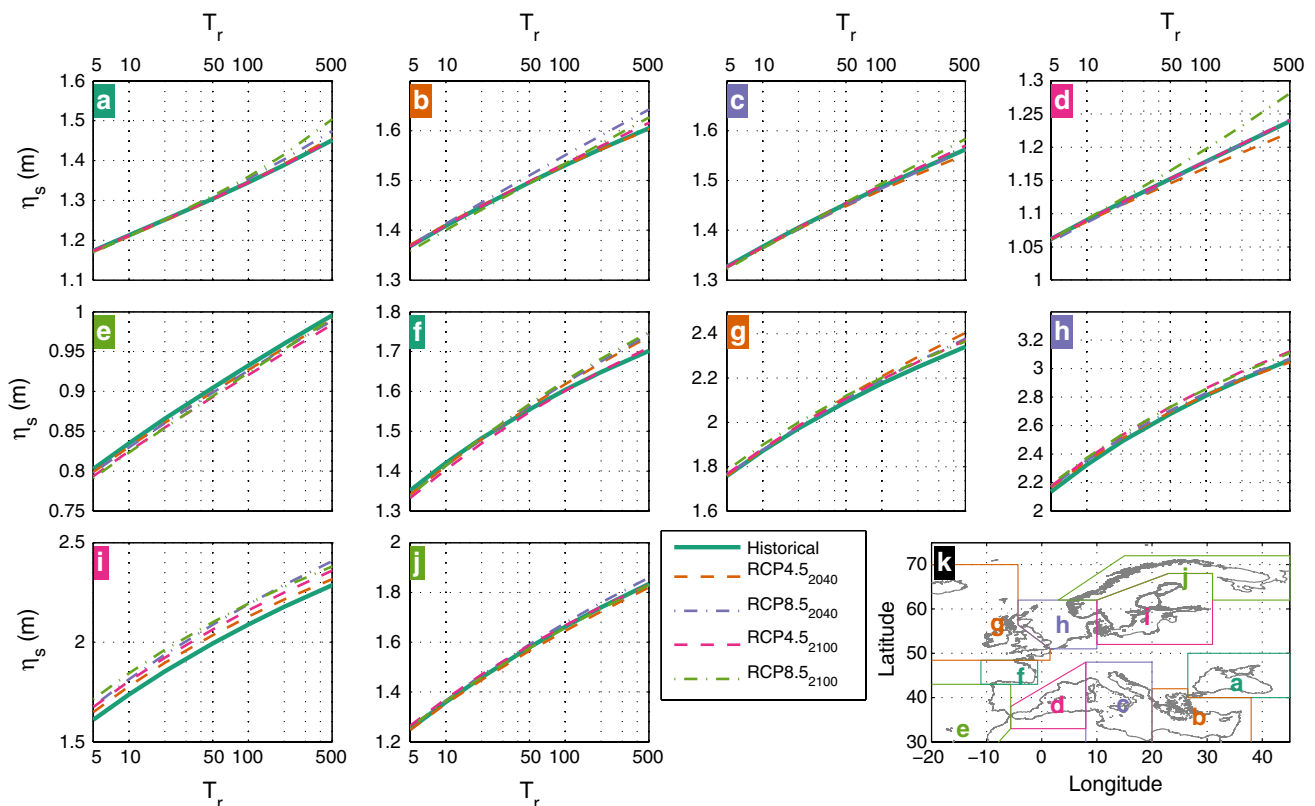 T_r T_r T_r T_r
5 10 50 100 500 5 10 50 100 500 5 10 50 100 500 5 10 50 100 500
a
η_s (m)
1.6
1.5
1.4
1.3
1.2
1.1
b
1.6
1.5
1.4
1.3
c
1.7
1.6
1.5
1.4
1.3
d
1.3
1.25
1.2
1.15
1.1
1.05
1
e
η_s (m)
1
0.95
0.9
0.85
0.8
0.75
f
1.8
1.7
1.6
1.5
1.4
1.3
g
2.4
2.2
2
1.8
1.6
h
3.2
3
2.8
2.6
2.4
2.2
2
i
η_s (m)
2.5
2
1.5
5 10 50 100 500
T_r
j
2
1.8
1.6
1.4
1.2
5 10 50 100 500
T_r
Historical
RCP4.5_2040
RCP8.5_2040
RCP4.5_2100
RCP8.5_2100
k
Latitude
70
60
50
40
30
j
g h i
f
a
d c
b
e
−20 −10 0 10 20 30 40
Longitude